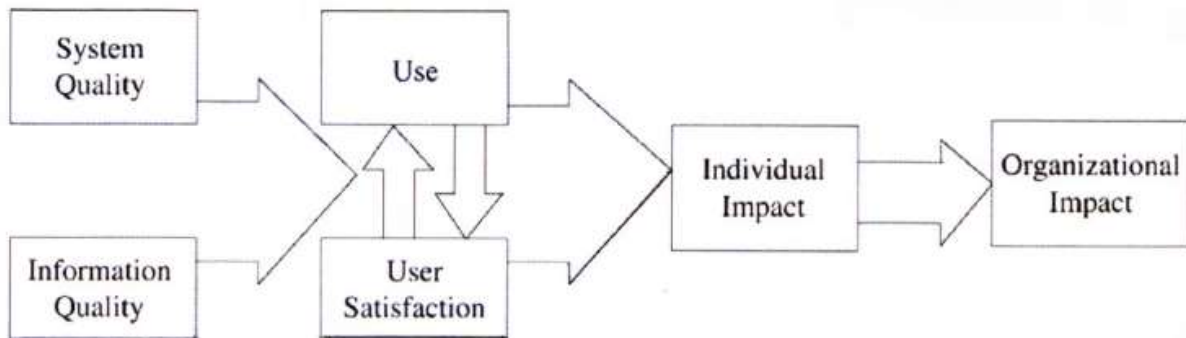 System
Quality
Use
Information
Quality
User
Satisfaction
Individual
Impact
Organizational
Impact